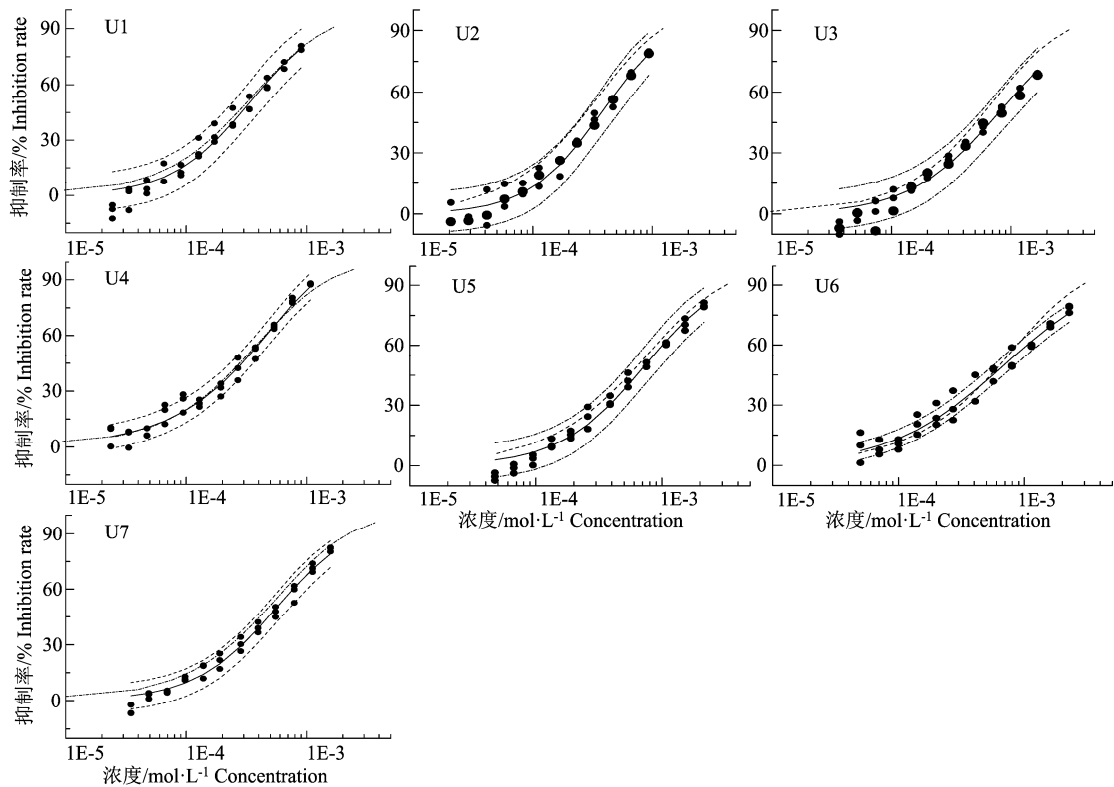 U1
U2
U3
90
60
30
0
90
60
30
0
90
60
30
0
抑制率/% Inhibition rate
1E-5
1E-4
1E-3
1E-5
1E-4
1E-3
1E-5
1E-4
1E-3
U4
U5
U6
90
60
30
0
90
60
30
0
90
60
30
0
抑制率/% Inhibition rate
1E-5
1E-4
1E-3
1E-5
1E-4
1E-3
1E-5
1E-4
1E-3
浓度/mol·L⁻¹ Concentration
浓度/mol·L⁻¹ Concentration
U7
90
60
30
0
抑制率/% Inhibition rate
1E-5
1E-4
1E-3
浓度/mol·L⁻¹ Concentration